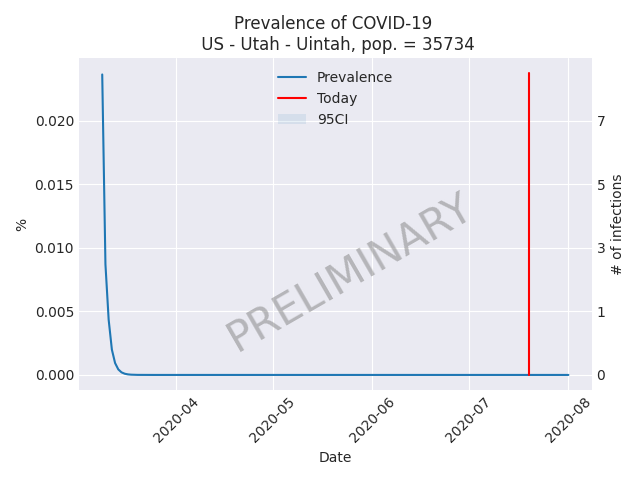 Prevalence of COVID-19
US - Utah - Uintah, pop. = 35734
Prevalence
Today
95CI
0.020
0.015
0.010
0.005
0.000
%
7
5
3
1
0
# of infections
PRELIMINARY
2020-04
2020-05
2020-06
2020-07
2020-08
Date